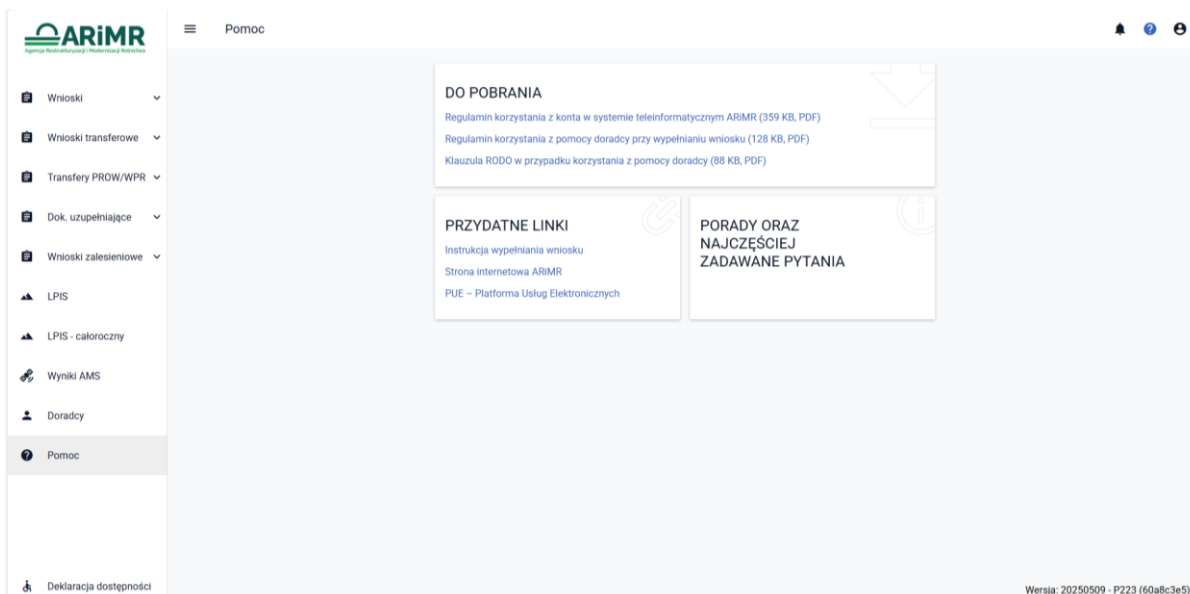 ARiMR
Agencja Restrukturyzacji i Modernizacji Rolnictwa
Pomoc
Wnioski
Wnioski transferowe
Transfery PROW/WPR
Dok. uzupełniające
Wnioski zalesieniowe
LPIS
LPIS - całoroczny
Wyniki AMS
Doradcy
Pomoc
Deklaracja dostępności
DO POBRANIA
Regulamin korzystania z konta w systemie teleinformatycznym ARiMR (359 KB, PDF)
Regulamin korzystania z pomocy doradcy przy wypełnianiu wniosku (128 KB, PDF)
Klauzula RODO w przypadku korzystania z pomocy doradcy (88 KB, PDF)
PRZYDATNE LINKI
Instrukcja wypełniania wniosku
Strona internetowa ARiMR
PUE – Platforma Usług Elektronicznych
PORADY ORAZ
NAJCZĘŚCIEJ
ZADAWANE PYTANIA
Wersja: 20250509 - P223 (60a8c3e5)